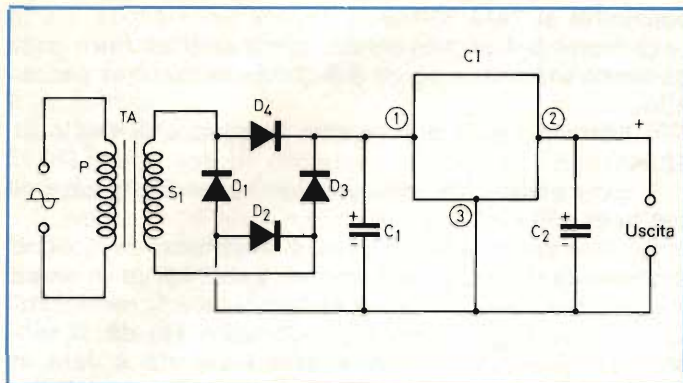 CI
TA
D₄
①
②
+
P
S₁
D₁
D₃
D₂
+
C₁
-
③
+
C₂
-
Uscita